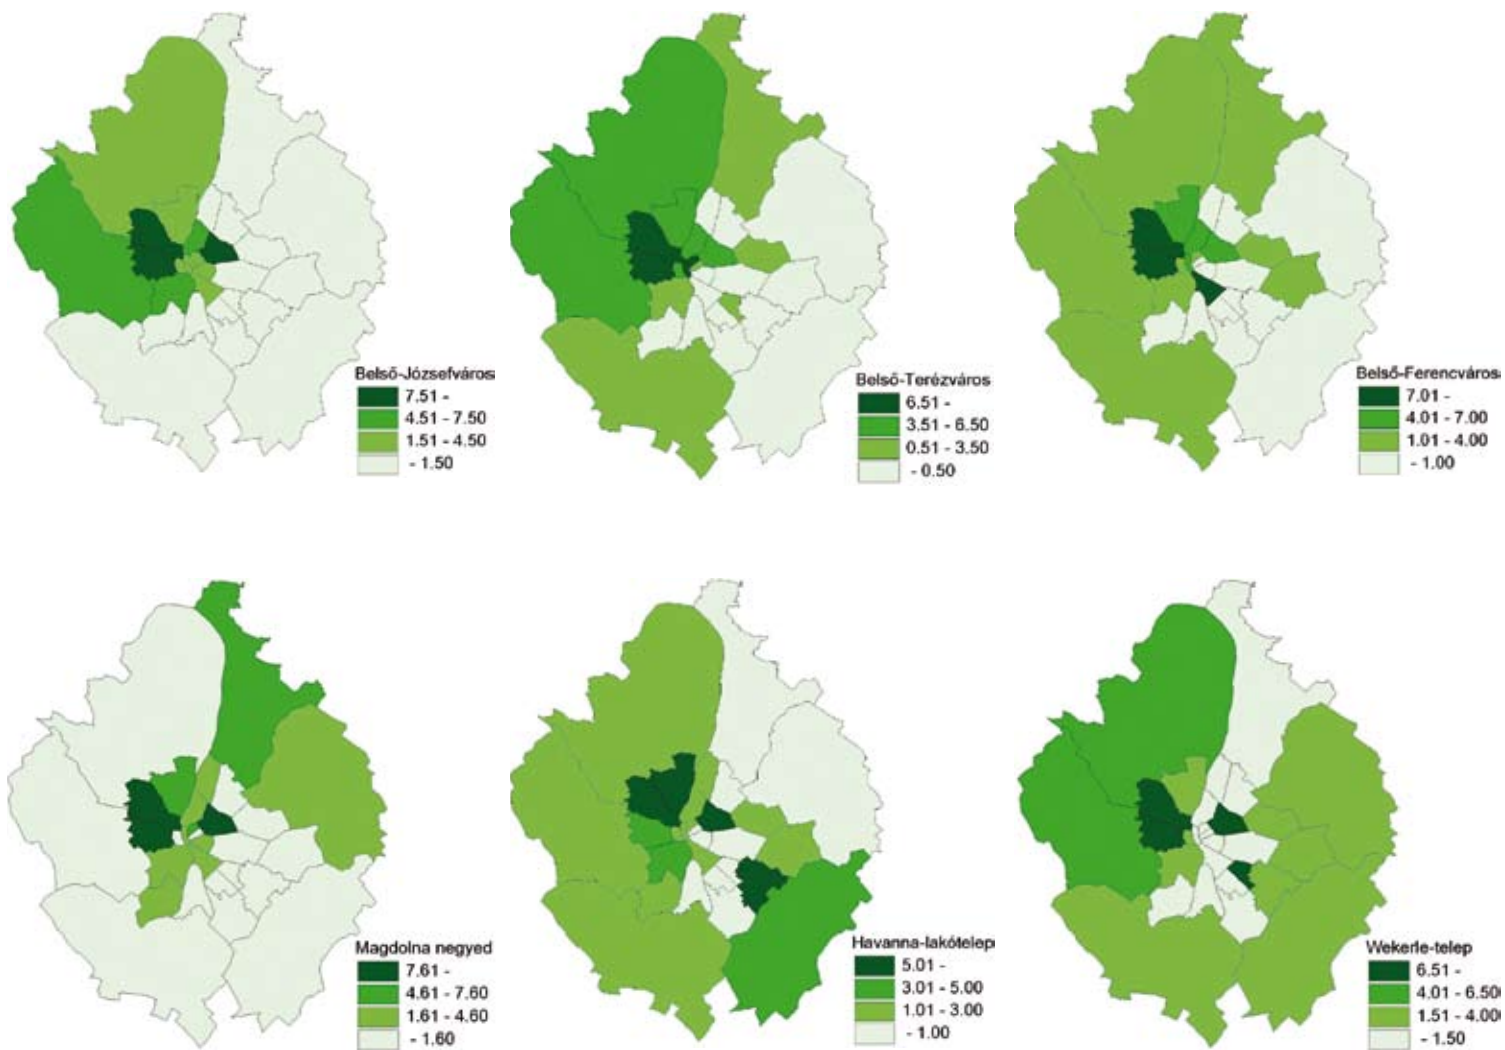 Belső-Józsefváros
7.51 -
4.51 - 7.50
1.51 - 4.50
- 1.50
Belső-Terézváros
6.51 -
3.51 - 6.50
0.51 - 3.50
- 0.50
Belső-Ferencváros
7.01 -
4.01 - 7.00
1.01 - 4.00
- 1.00
Magdolna negyed
7.61 -
4.61 - 7.60
1.61 - 4.60
- 1.60
Havanna-lakótelep
5.01 -
3.01 - 5.00
1.01 - 3.00
- 1.00
Wekerle-telep
6.51 -
4.01 - 6.50
1.51 - 4.00
- 1.50